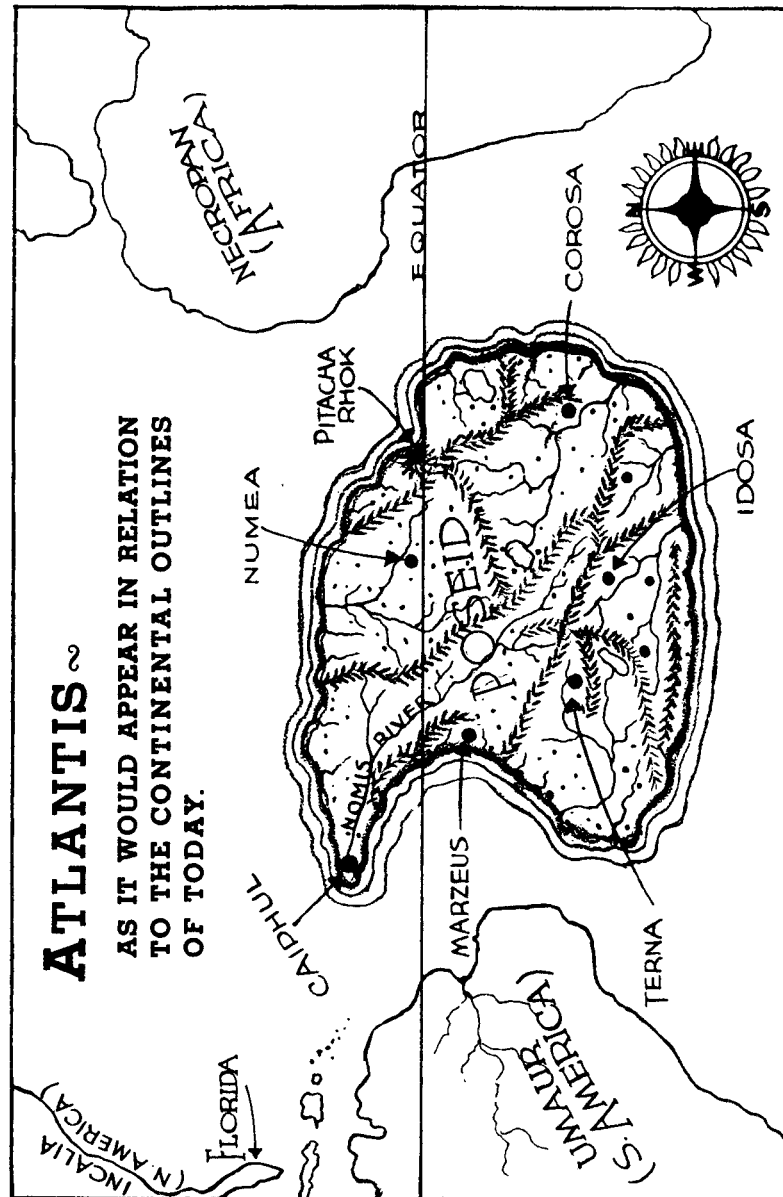 ATLANTIS ~
AS IT WOULD APPEAR IN RELATION
TO THE CONTINENTAL OUTLINES
OF TODAY.
INCALIA
(N. AMERICA)
FLORIDA
CAIPHUL
NUMEA
PITACHA
RHOK
NECROPAN
(AFRICA)
NOMIS RIVER
EQUATOR
POSEID
MARZEUS
UMAUR
(S. AMERICA)
TERNA
IDOSA
COROSA
N
W
E
S